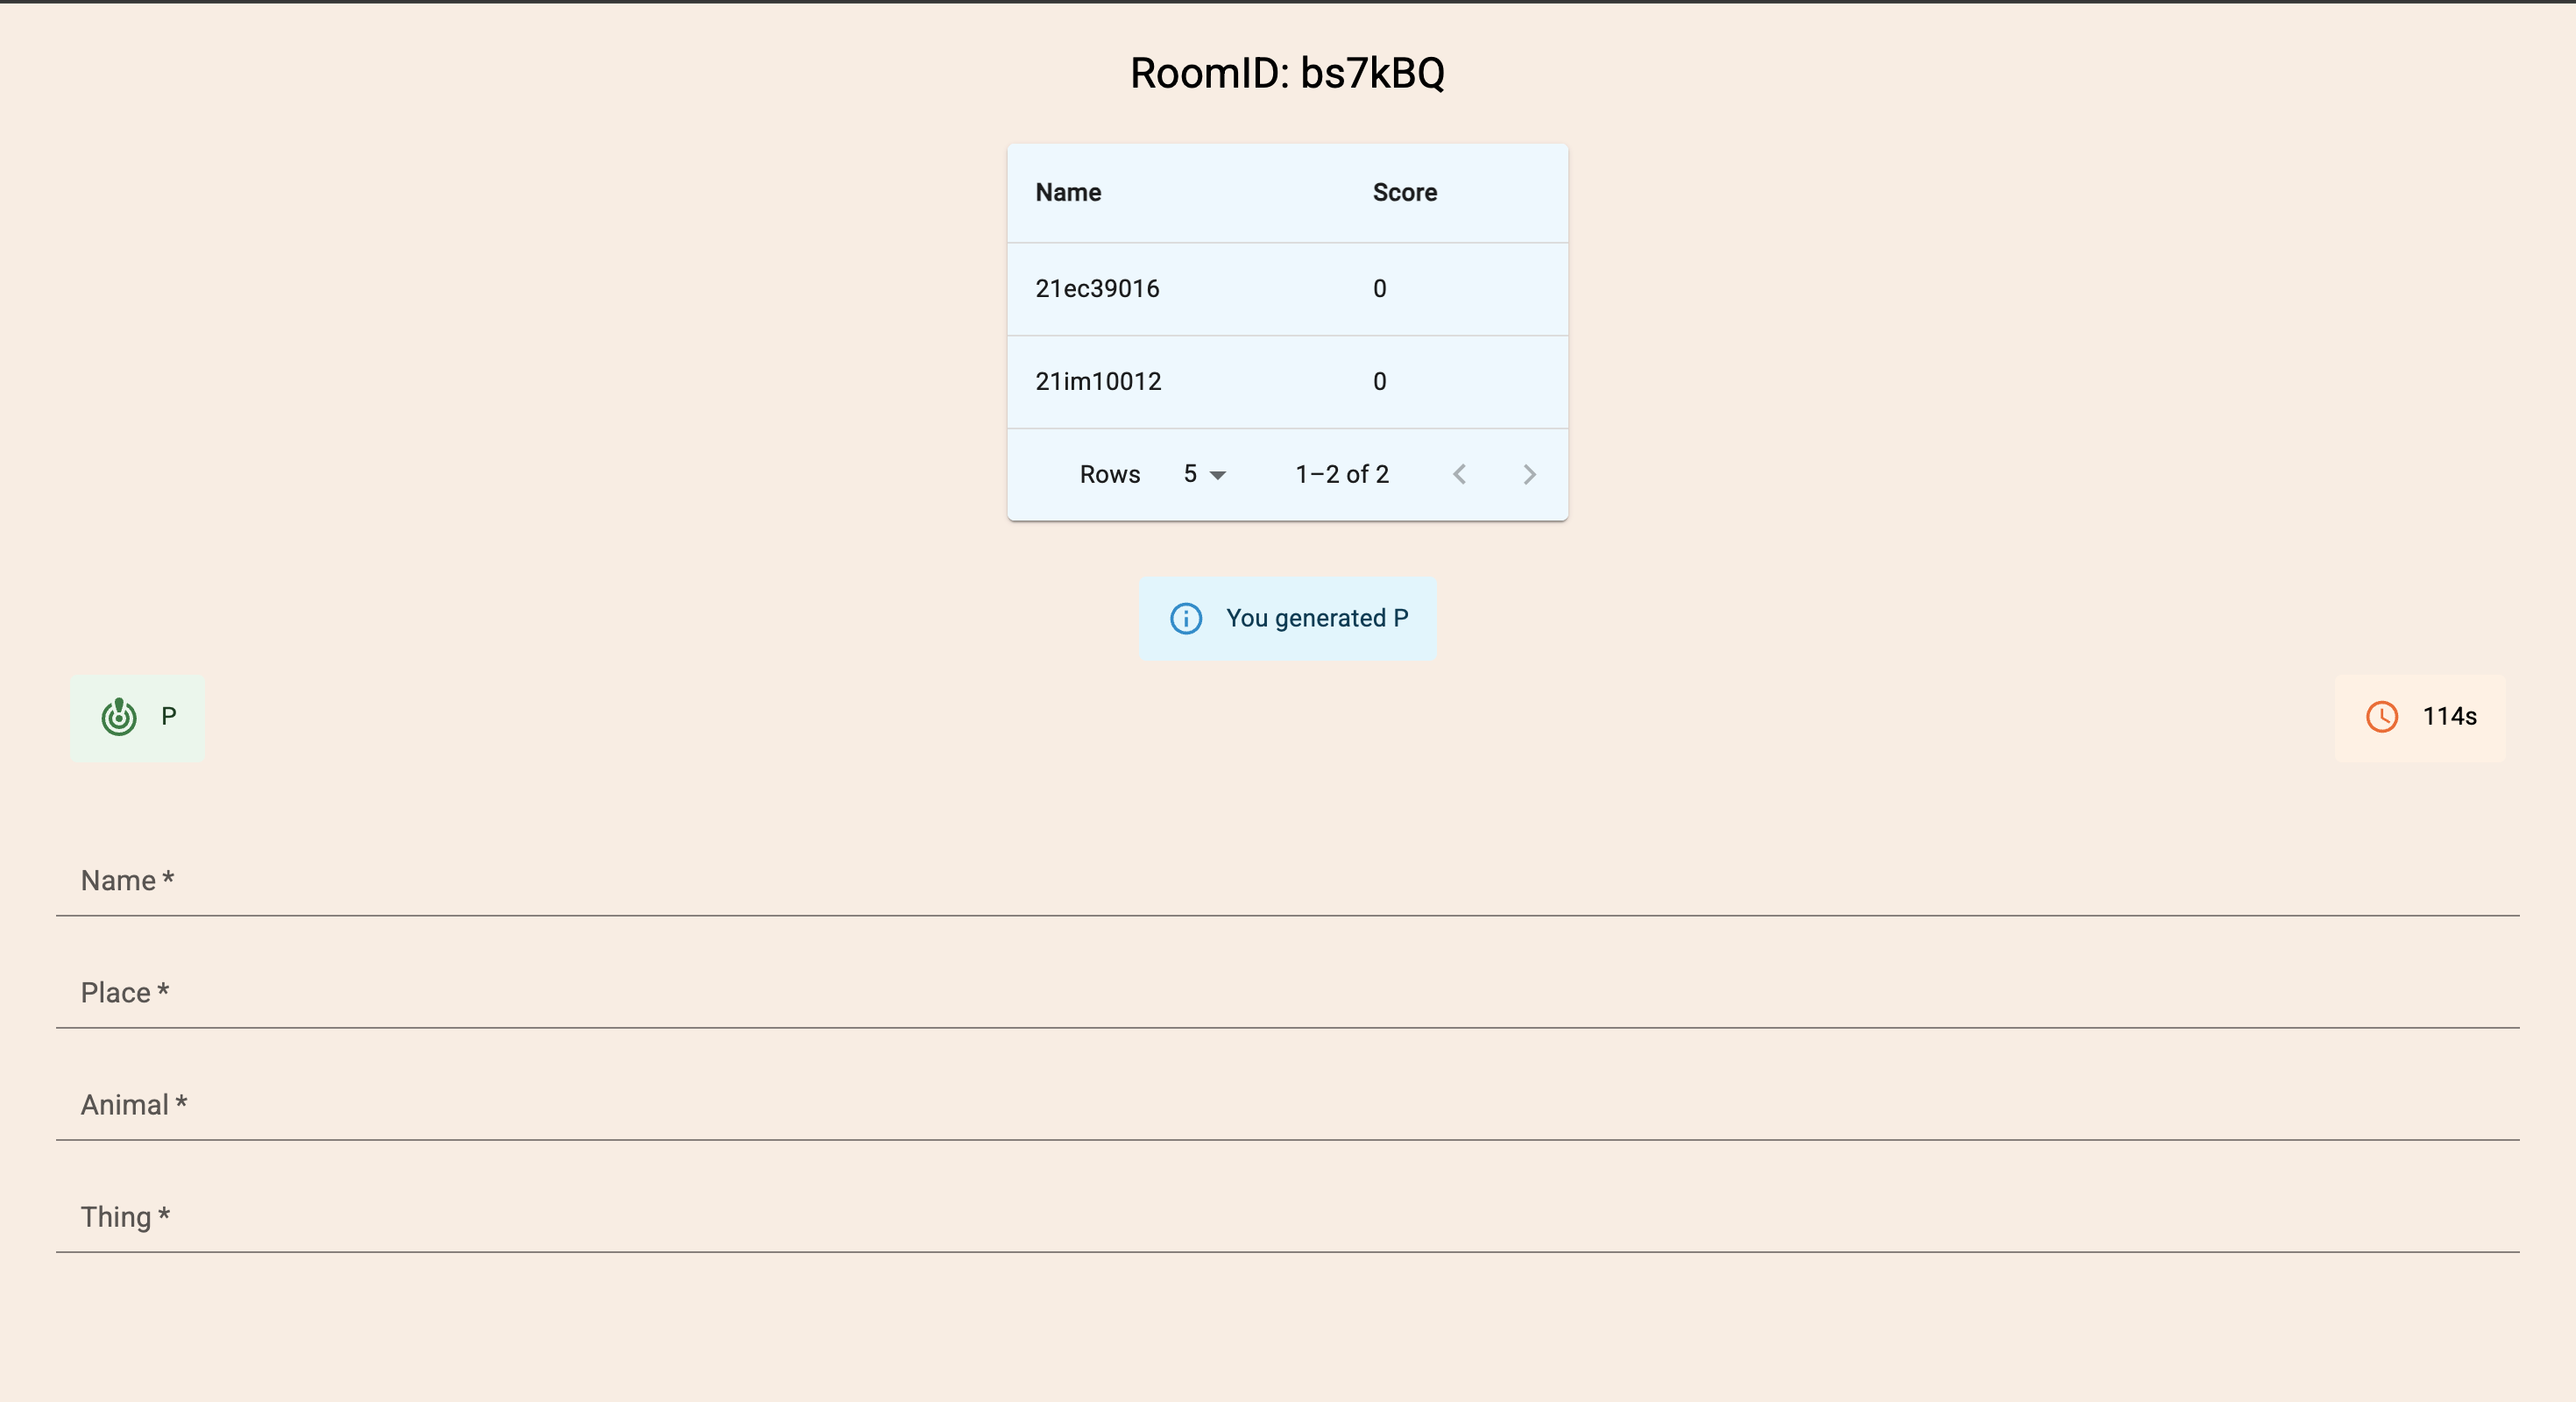 RoomID: bs7kBQ
Name Score
21ec39016 0
21im10012 0
Rows 5 1–2 of 2
You generated P
P 114s
Name *
Place *
Animal *
Thing *